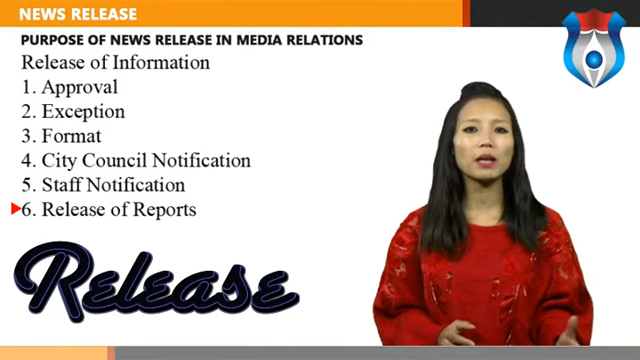 NEWS RELEASE
PURPOSE OF NEWS RELEASE IN MEDIA RELATIONS
Release of Information
1. Approval
2. Exception
3. Format
4. City Council Notification
5. Staff Notification
6. Release of Reports
Release